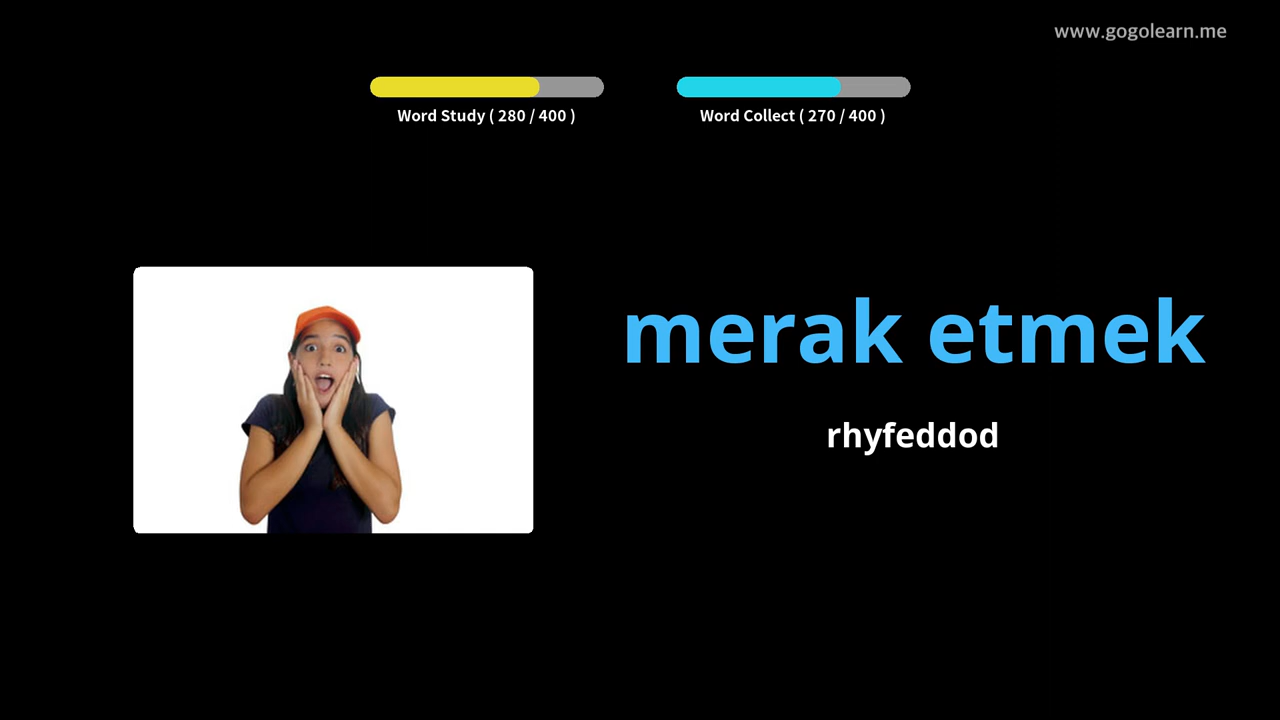 www.gogolearn.me
Word Study ( 280 / 400 )
Word Collect ( 270 / 400 )
merak etmek
rhyfeddod